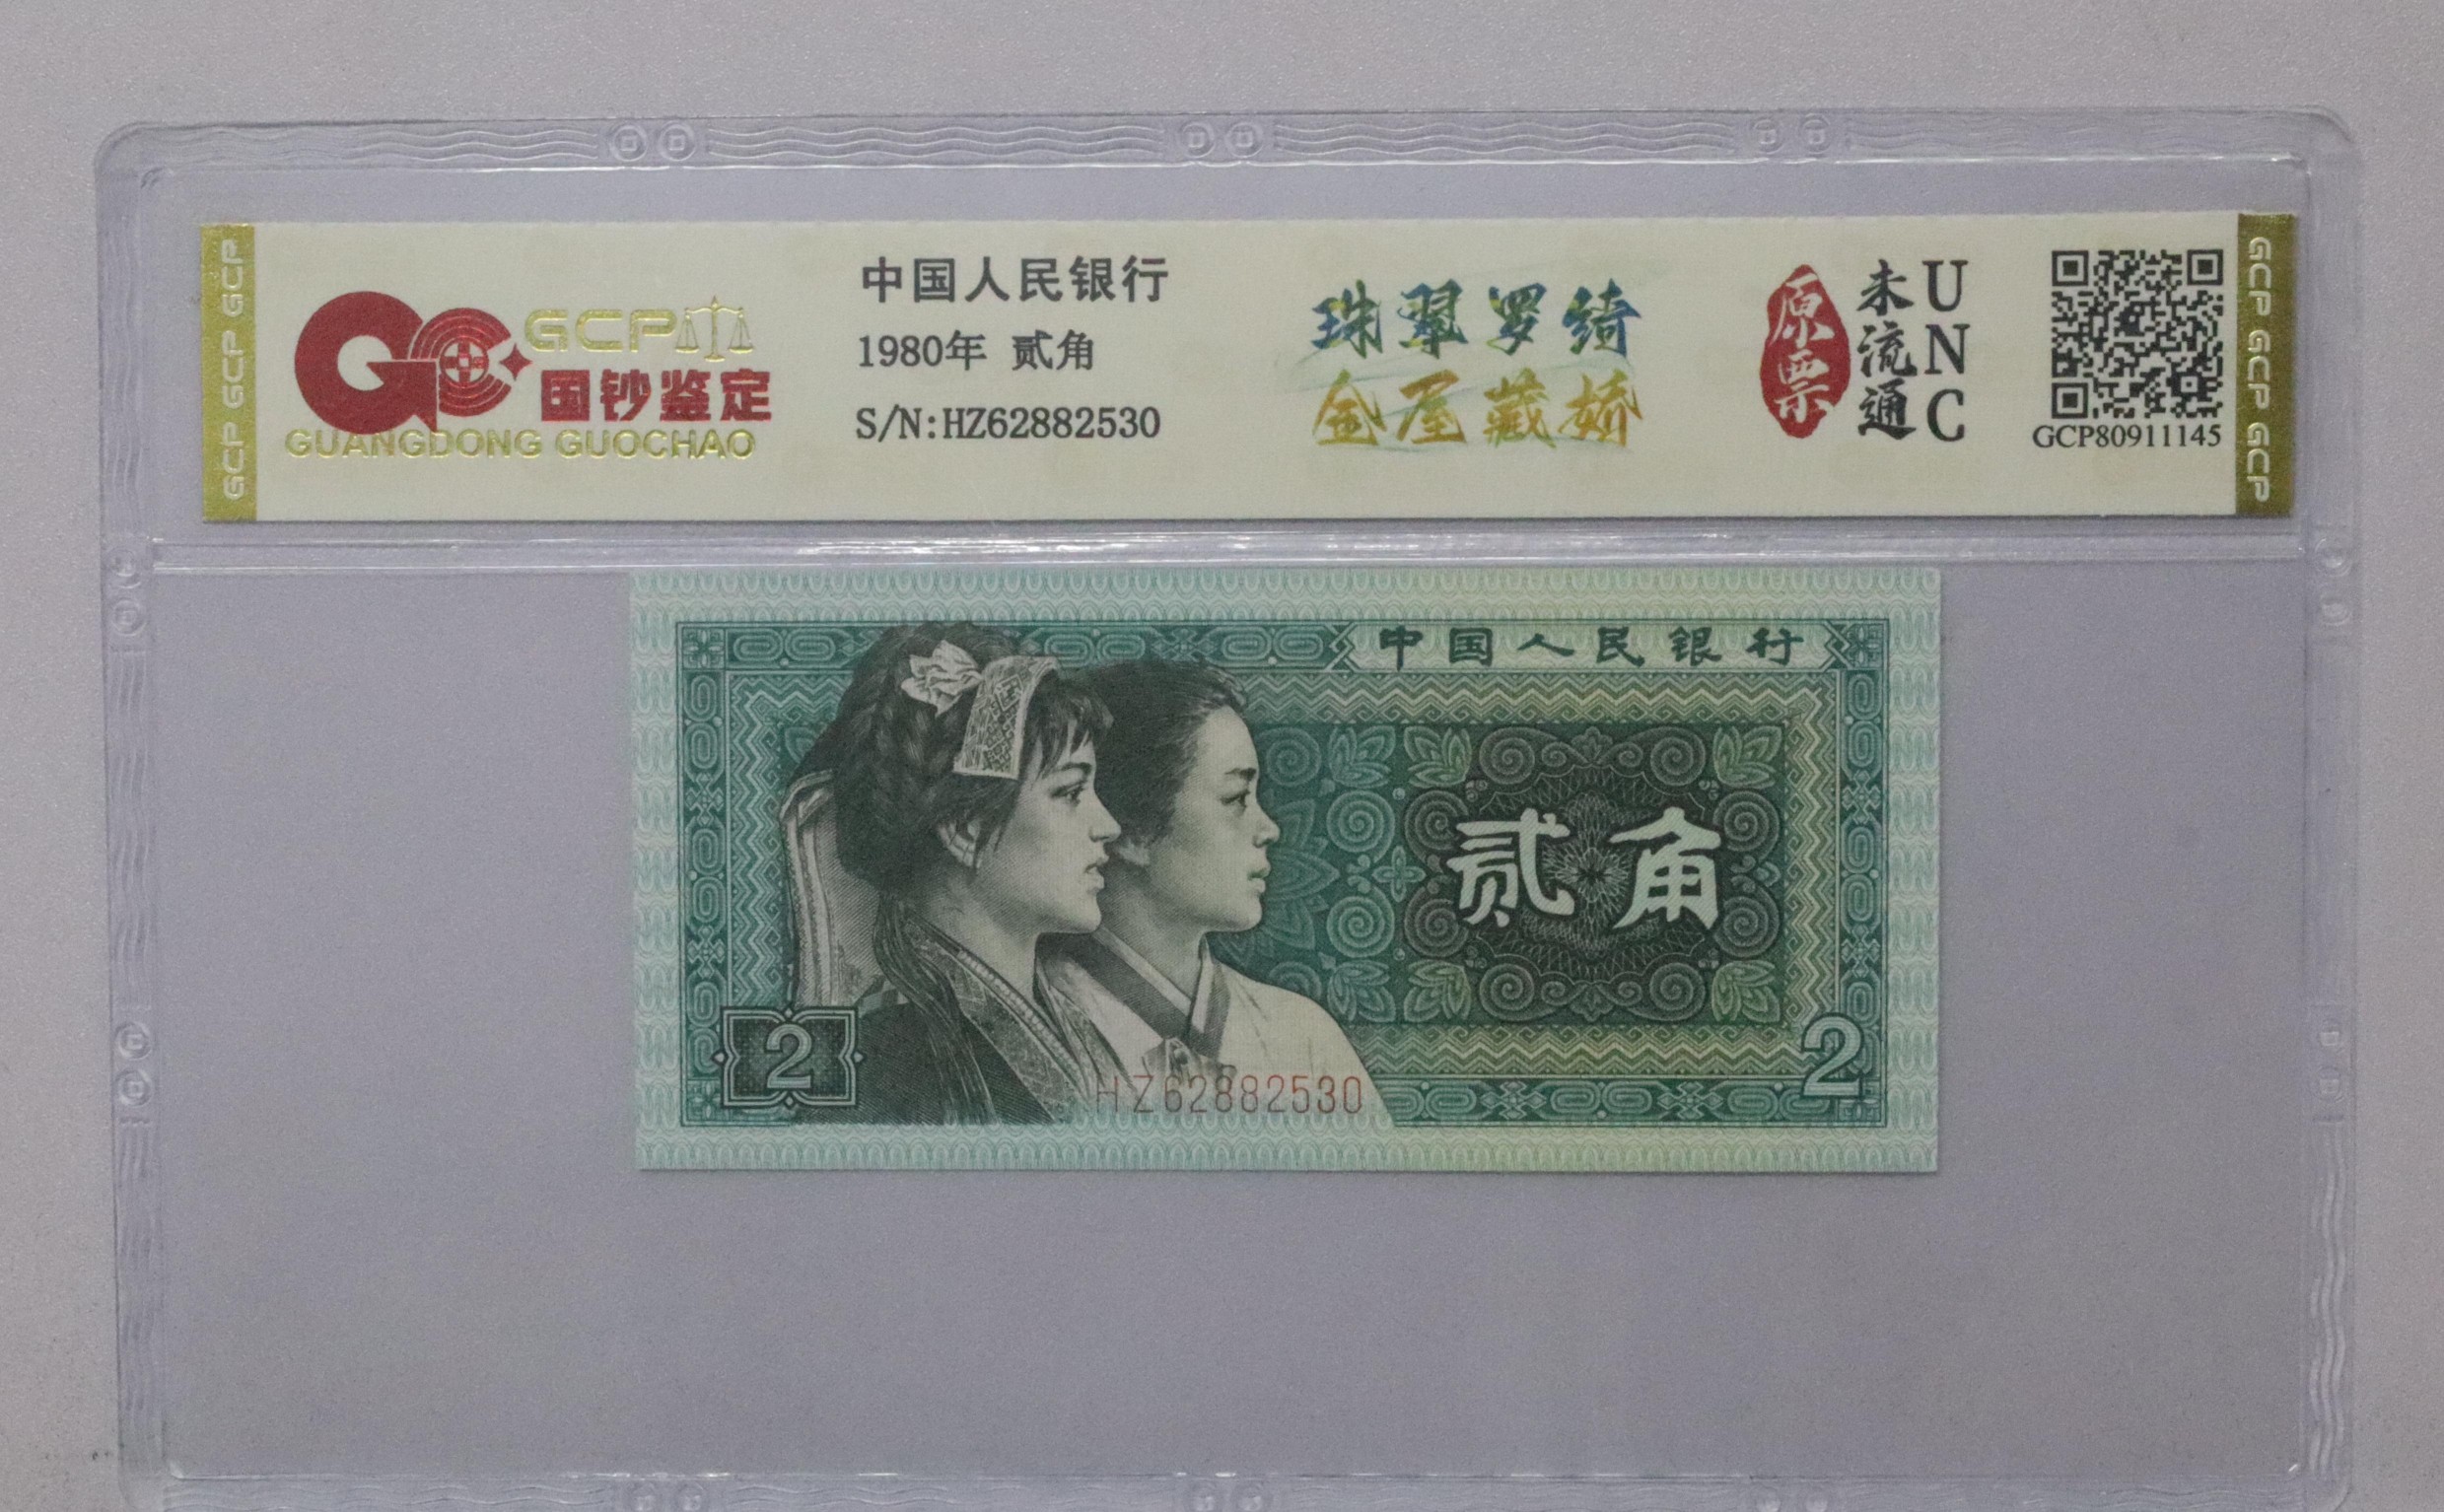 GCP GCP GCP
GCP
国钞鉴定
GUANGDONG GUOCHAO
中国人民银行
1980年 贰角
S/N:HZ62882530
珠翠罗绮
金屋藏娇
原票
未流通
UNC
GCP80911145
GCP GCP GCP
中国人民银行
贰角
2
HZ62882530
2